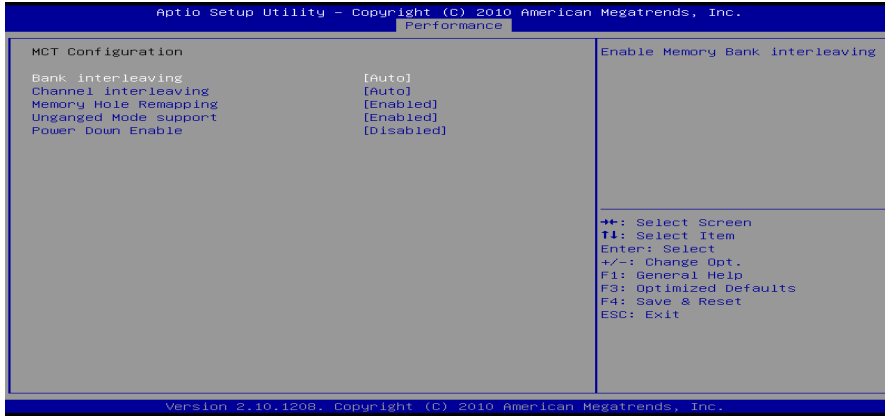 Aptio Setup Utility – Copyright (C) 2010 American Megatrends, Inc.
Performance
MCT Configuration
Bank interleaving [Auto]
Channel interleaving [Auto]
Memory Hole Remapping [Enabled]
Unganged Mode support [Enabled]
Power Down Enable [Disabled]
Enable Memory Bank interleaving
→←: Select Screen
↑↓: Select Item
Enter: Select
+/-: Change Opt.
F1: General Help
F3: Optimized Defaults
F4: Save & Reset
ESC: Exit
Version 2.10.1208. Copyright (C) 2010 American Megatrends, Inc.